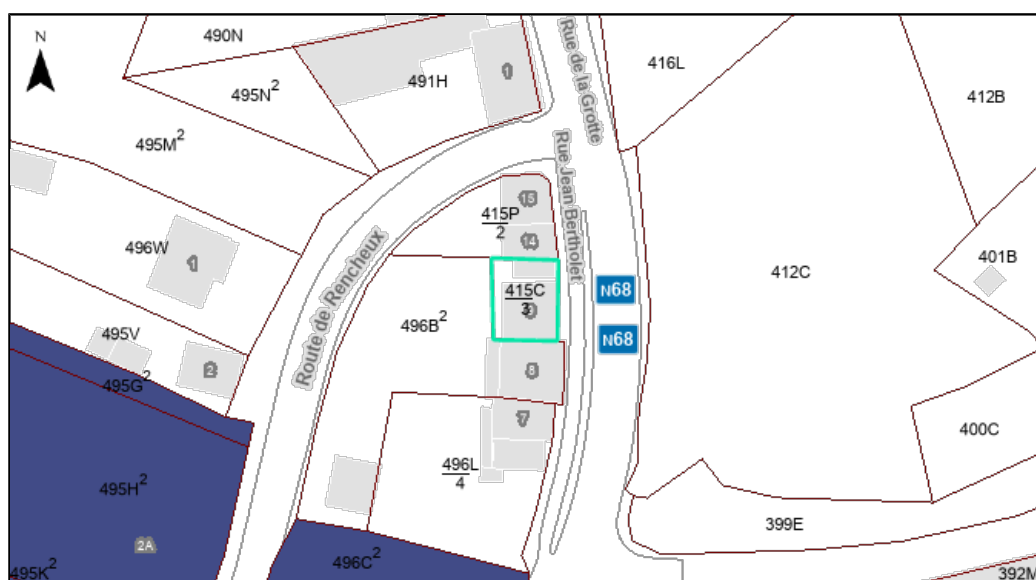 N
490N
495N²
491H
1
Rue de la Grotte
416L
412B
495M²
Rue Jean Bertholet
15
415P
2
14
496W
1
Route de Rencheux
415C
3
N68
N68
412C
401B
496B²
8
495V
2
495G²
7
400C
496L
4
495H²
2A
399E
495K²
496C²
392M